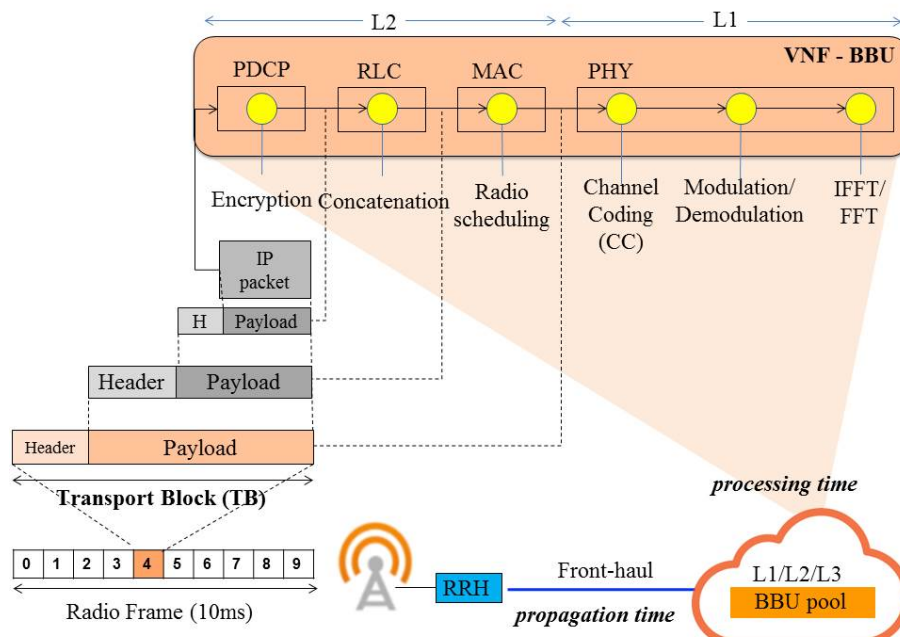 L2
L1
VNF - BBU
PDCP
RLC
MAC
PHY
Encryption
Concatenation
Radio
scheduling
Channel
Coding
(CC)
Modulation/
Demodulation
IFFT/
FFT
IP
packet
H
Payload
Header
Payload
Header
Payload
Transport Block (TB)
0 1 2 3 4 5 6 7 8 9
Radio Frame (10ms)
RRH
Front-haul
propagation time
processing time
L1/L2/L3
BBU pool